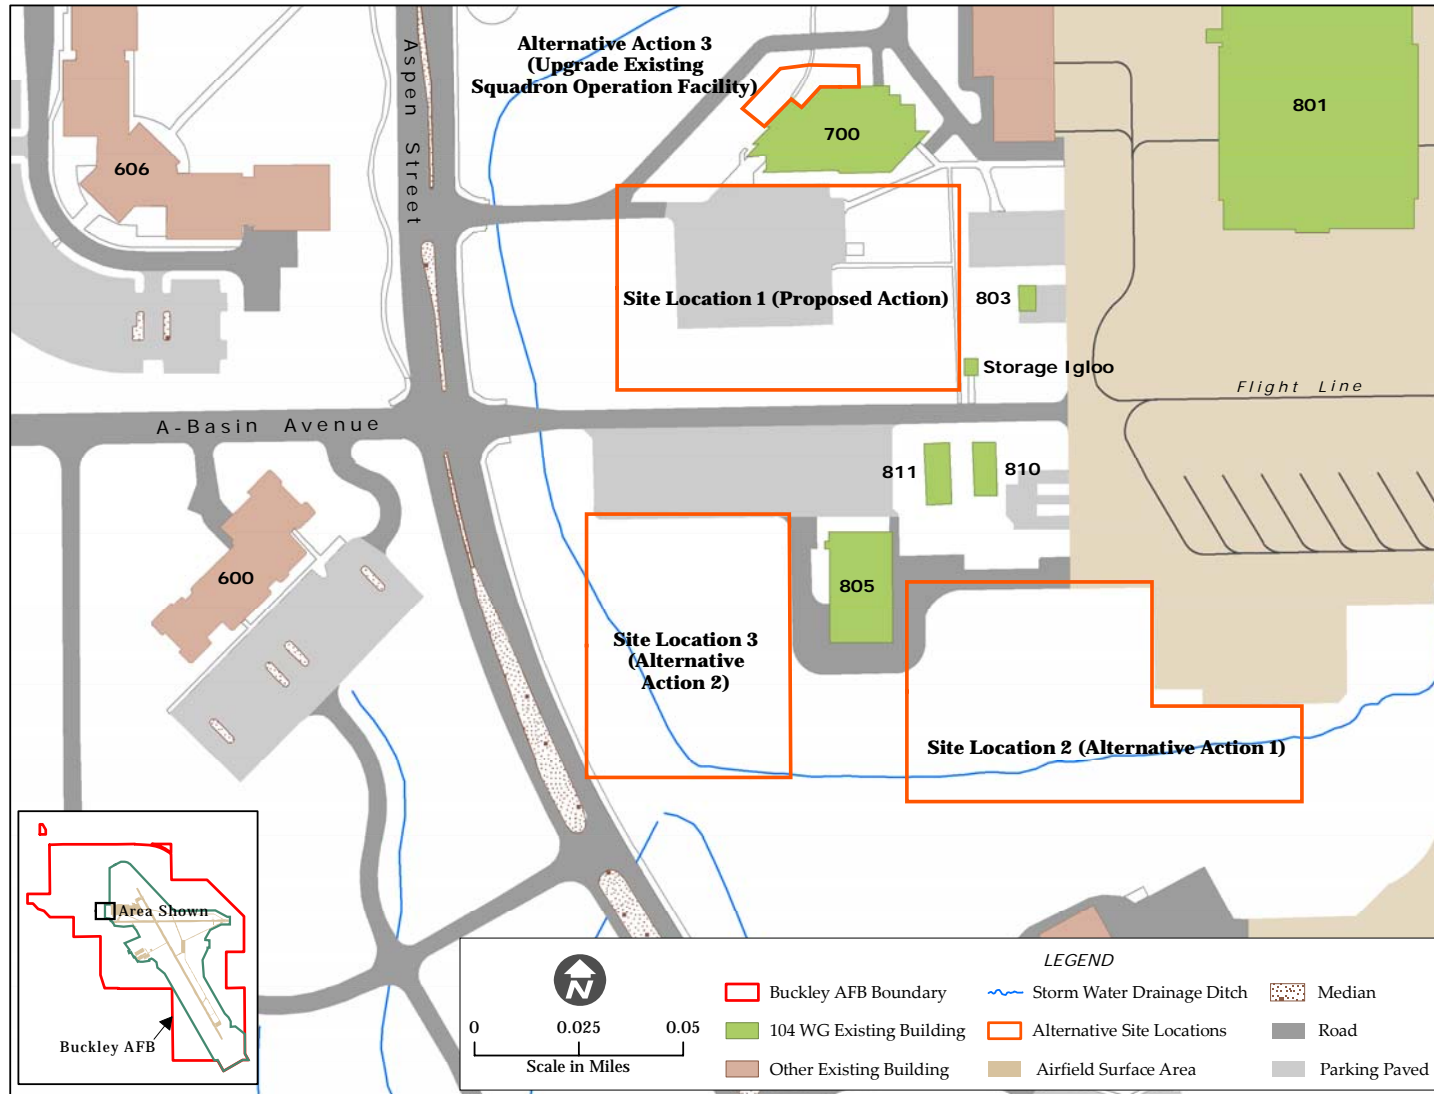 Alternative Action 3
(Upgrade Existing
Squadron Operation Facility)
Aspen Street
801
700
606
Site Location 1 (Proposed Action)
803
Storage Igloo
Flight Line
A-Basin Avenue
811
810
600
805
Site Location 3
(Alternative
Action 2)
Site Location 2 (Alternative Action 1)
Area Shown
Buckley AFB
N
0 0.025 0.05
Scale in Miles
LEGEND
Buckley AFB Boundary
Storm Water Drainage Ditch
Median
104 WG Existing Building
Alternative Site Locations
Road
Other Existing Building
Airfield Surface Area
Parking Paved